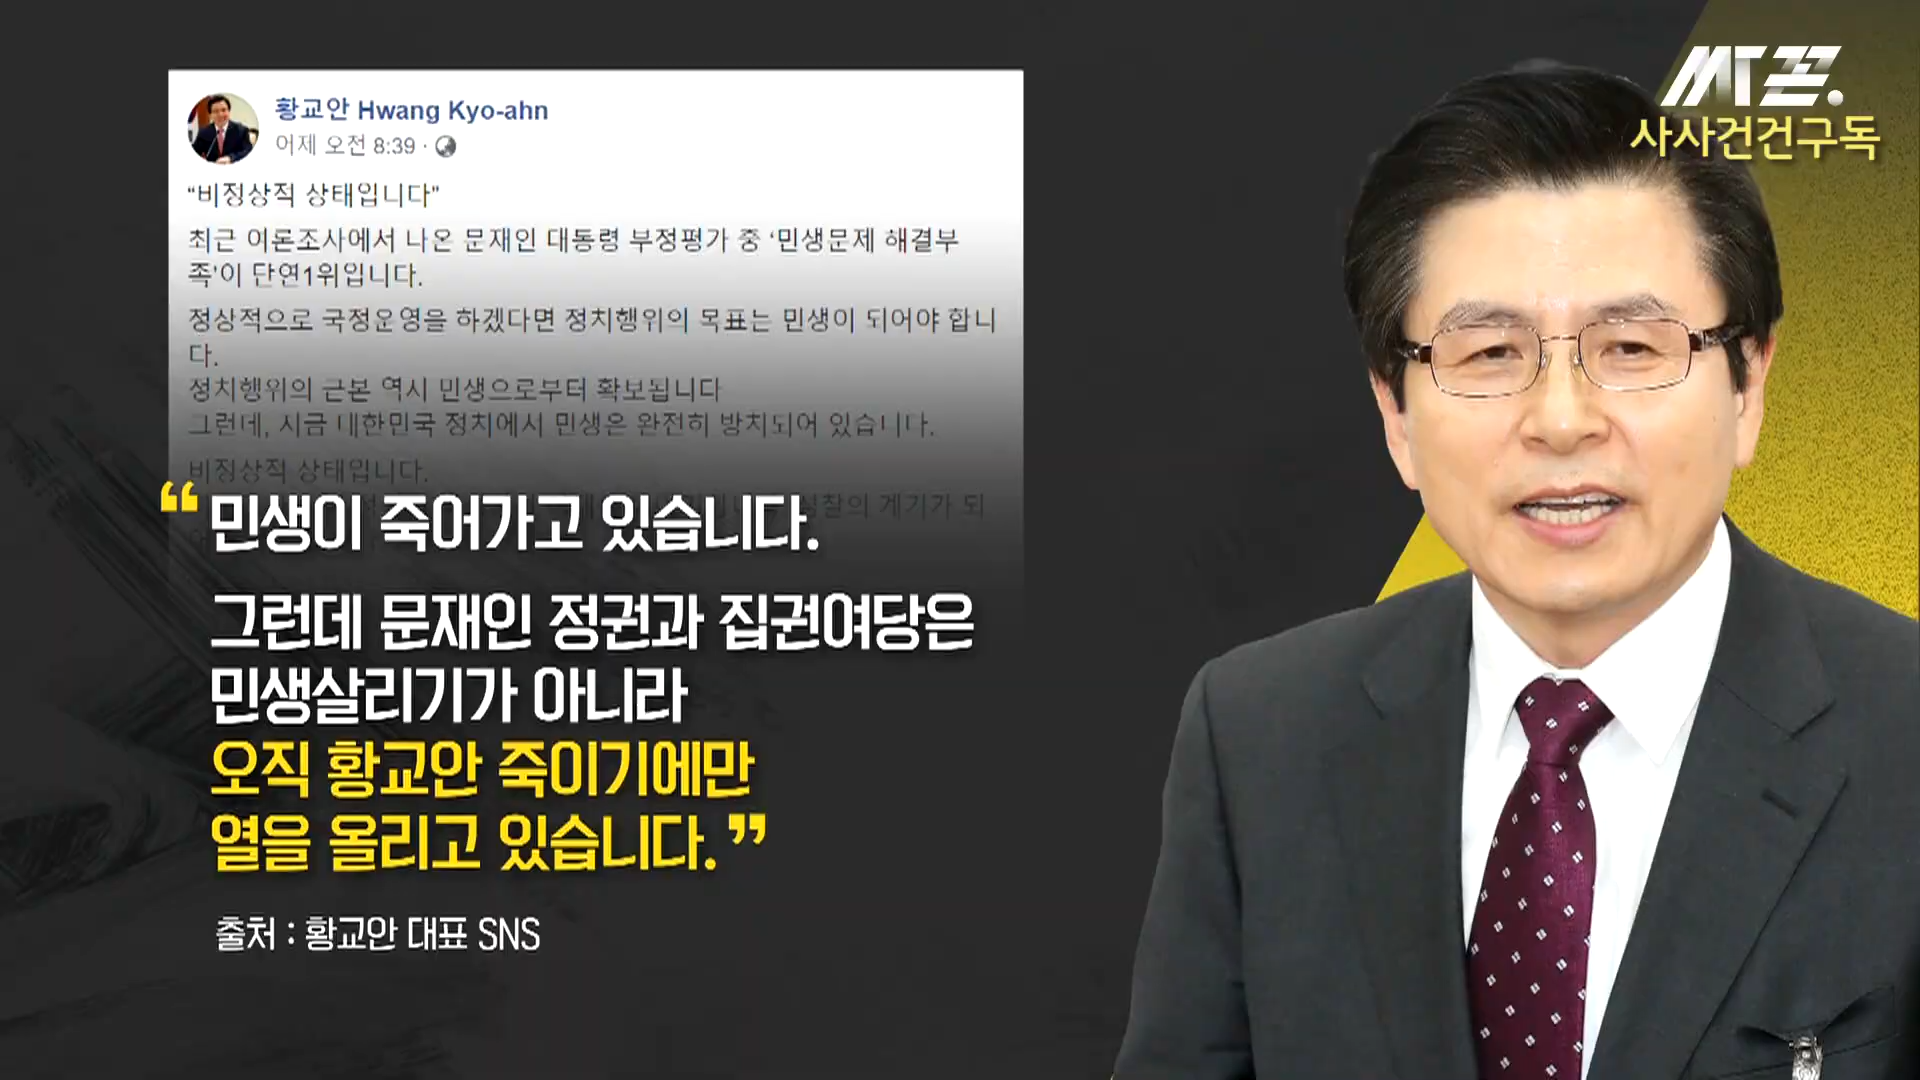 MT꼰.
사사건건구독
황교안 Hwang Kyo-ahn
어제 오전 8:39 ·
“비정상적 상태입니다”
최근 여론조사에서 나온 문재인 대통령 부정평가 중 ‘민생문제 해결부
족’이 단연1위입니다.
정상적으로 국정운영을 하겠다면 정치행위의 목표는 민생이 되어야 합니
다.
정치행위의 근본 역시 민생으로부터 확보됩니다
그런데, 지금 대한민국 정치에서 민생은 완전히 방치되어 있습니다.
비정상적 상태입니다.
성찰의 계기가 되
“민생이 죽어가고 있습니다.
그런데 문재인 정권과 집권여당은
민생살리기가 아니라
오직 황교안 죽이기에만
열을 올리고 있습니다.”
출처 : 황교안 대표 SNS